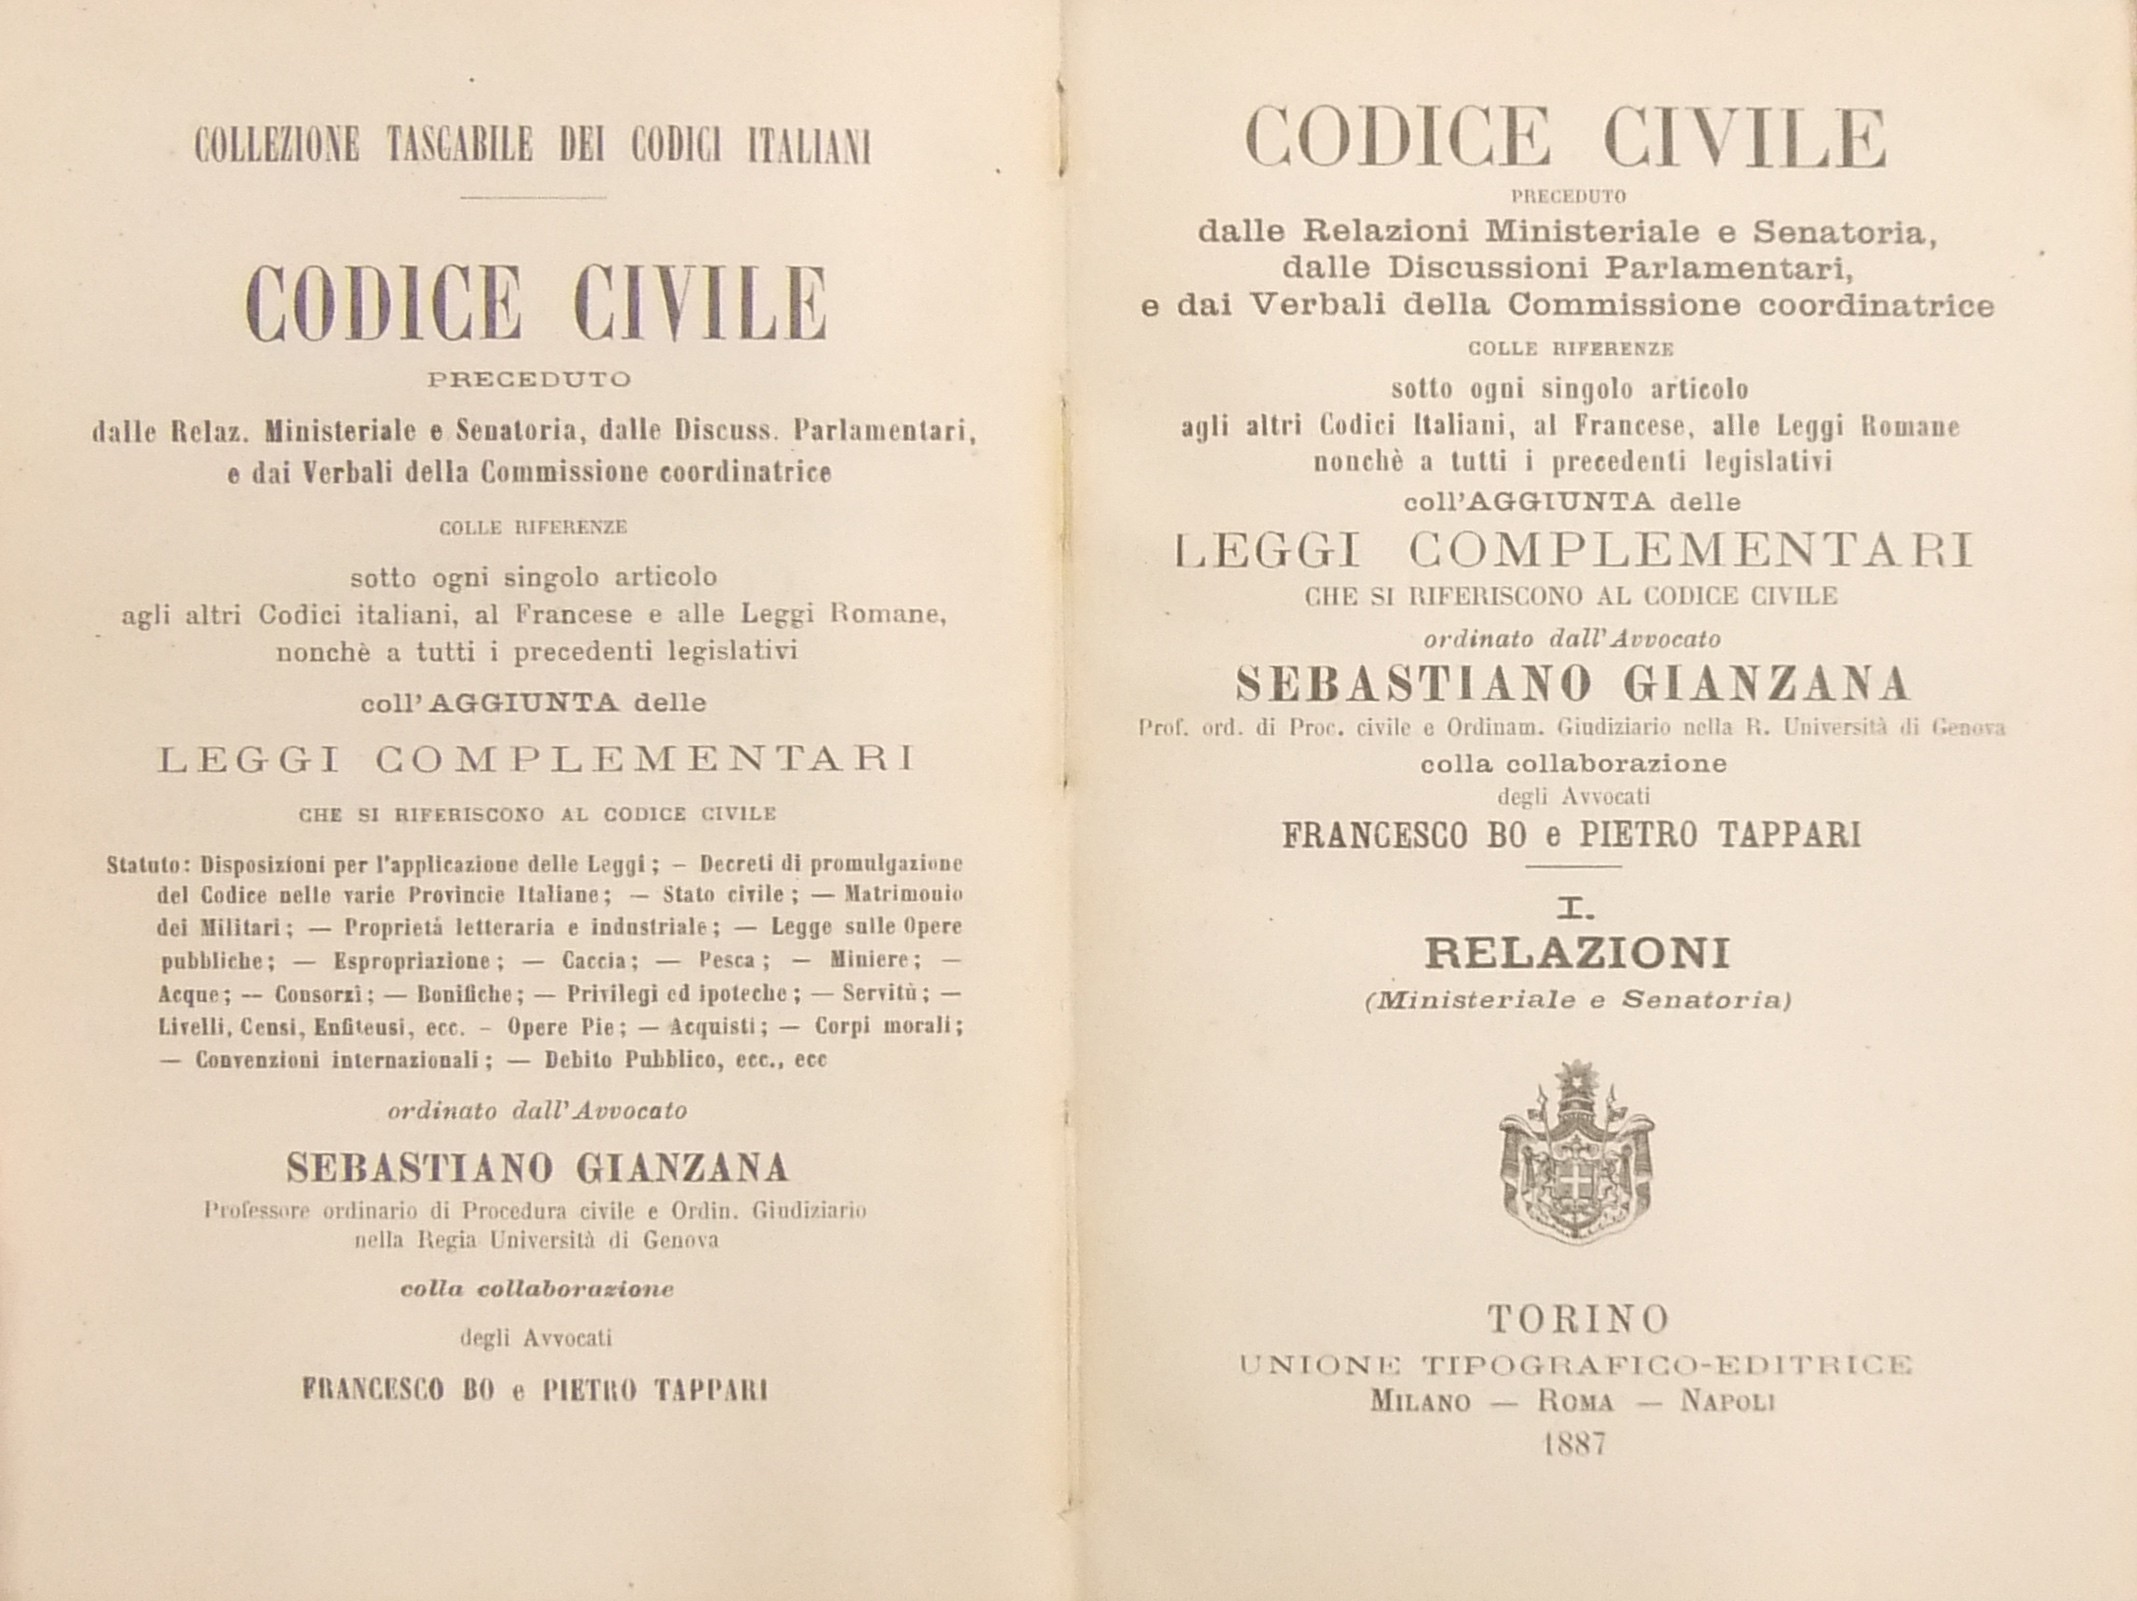 COLLEZIONE TASCABILE DEI CODICI ITALIANI
CODICE CIVILE
PRECEDUTO
dalle Relaz. Ministeriale e Senatoria, dalle Discuss. Parlamentari,
e dai Verbali della Commissione coordinatrice
COLLE RIFERENZE
sotto ogni singolo articolo
agli altri Codici italiani, al Francese e alle Leggi Romane,
nonchè a tutti i precedenti legislativi
coll'AGGIUNTA delle
LEGGI COMPLEMENTARI
CHE SI RIFERISCONO AL CODICE CIVILE
Statuto: Disposizioni per l'applicazione delle Leggi; – Decreti di promulgazione
del Codice nelle varie Provincie Italiane; — Stato civile; — Matrimonio
dei Militari; — Proprietá letteraria e industriale; — Legge sulle Opere
pubbliche; — Espropriazione; — Caccia; — Pesca; — Miniere; —
Acque; — Consorzi; — Bonifiche; — Privilegi ed ipoteche; — Servitù; —
Livelli, Censi, Enfiteusi, ecc. – Opere Pie; — Acquisti; — Corpi morali;
— Convenzioni internazionali; — Debito Pubblico, ecc., ecc
ordinato dall'Avvocato
SEBASTIANO GIANZANA
Professore ordinario di Procedura civile e Ordin. Giudiziario
nella Regia Università di Genova
colla collaborazione
degli Avvocati
FRANCESCO BO e PIETRO TAPPARI
CODICE CIVILE
PRECEDUTO
dalle Relazioni Ministeriale e Senatoria,
dalle Discussioni Parlamentari,
e dai Verbali della Commissione coordinatrice
COLLE RIFERENZE
sotto ogni singolo articolo
agli altri Codici Italiani, al Francese, alle Leggi Romane
nonchè a tutti i precedenti legislativi
coll'AGGIUNTA delle
LEGGI COMPLEMENTARI
CHE SI RIFERISCONO AL CODICE CIVILE
ordinato dall'Avvocato
SEBASTIANO GIANZANA
Prof. ord. di Proc. civile e Ordinam. Giudiziario nella R. Università di Genova
colla collaborazione
degli Avvocati
FRANCESCO BO e PIETRO TAPPARI
I.
RELAZIONI
(Ministeriale e Senatoria)
TORINO
UNIONE TIPOGRAFICO-EDITRICE
MILANO — ROMA — NAPOLI
1887